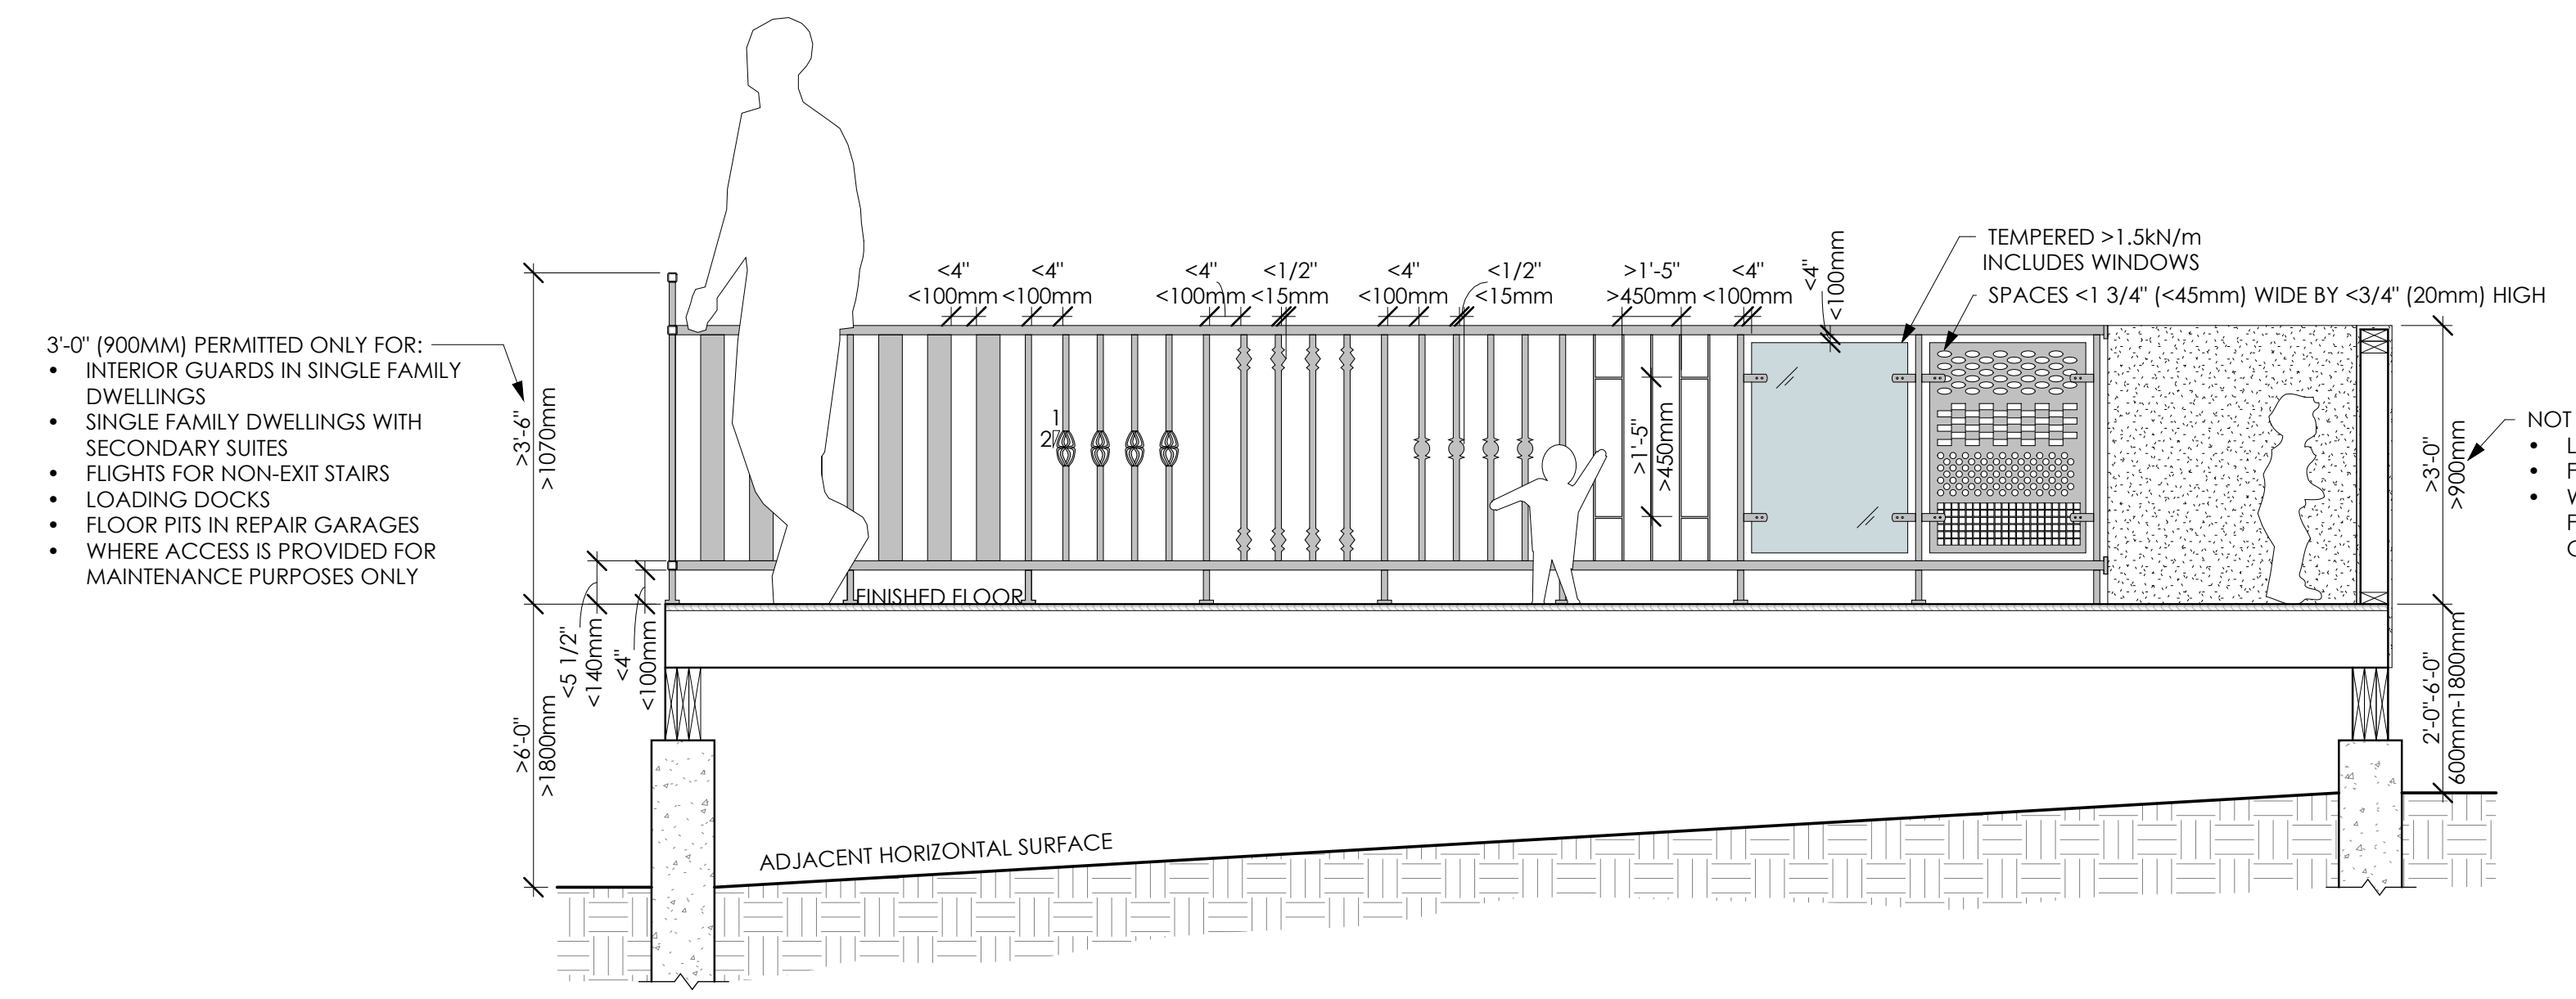 3'-0" (900MM) PERMITTED ONLY FOR:
• INTERIOR GUARDS IN SINGLE FAMILY
DWELLINGS
• SINGLE FAMILY DWELLINGS WITH
SECONDARY SUITES
• FLIGHTS FOR NON-EXIT STAIRS
• LOADING DOCKS
• FLOOR PITS IN REPAIR GARAGES
• WHERE ACCESS IS PROVIDED FOR
MAINTENANCE PURPOSES ONLY
>3'-6"
>1070mm
<5 1/2"
<140mm
<4"
<100mm
>6'-0"
>1800mm
<4"
<100mm
<4"
<100mm
<4"
<100mm
<1/2"
<15mm
<4"
<100mm
<1/2"
<15mm
>1'-5"
>450mm
<4"
<100mm
<4"
<100mm
TEMPERED >1.5kN/m
INCLUDES WINDOWS
SPACES <1 3/4" (<45mm) WIDE BY <3/4" (20mm) HIGH
1
2
>1'-5"
>450mm
FINISHED FLOOR
ADJACENT HORIZONTAL SURFACE
>3'-0"
>900mm
2'-0"-6'-0"
600mm-1800mm
NOT
• L
• F
• W
F